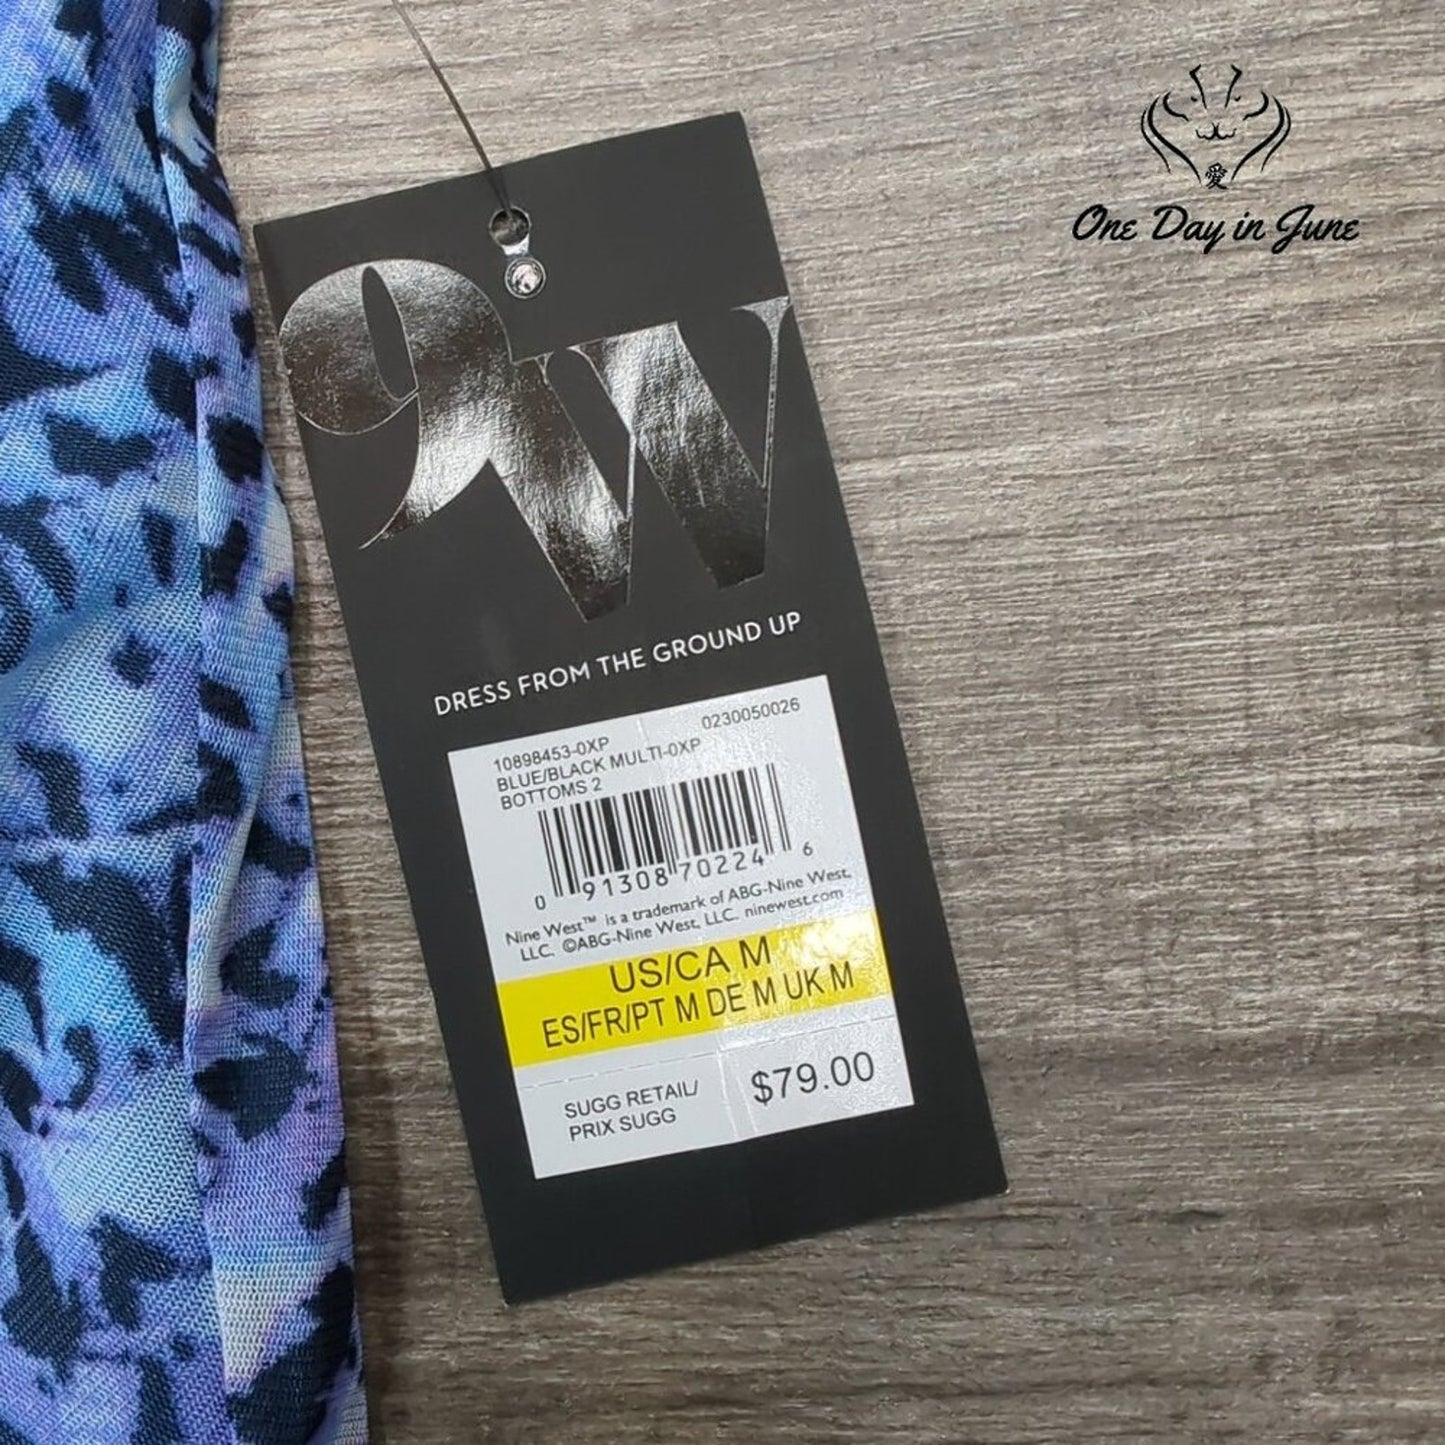 愛
One Day in June
9W
DRESS FROM THE GROUND UP
10898453-0XP 0230050026
BLUE/BLACK MULTI-0XP
BOTTOMS 2
0 91308 70224 6
Nine West™ is a trademark of ABG-Nine West,
LLC. ©ABG-Nine West, LLC. ninewest.com
US/CA M
ES/FR/PT M DE M UK M
SUGG RETAIL/
PRIX SUGG
$79.00